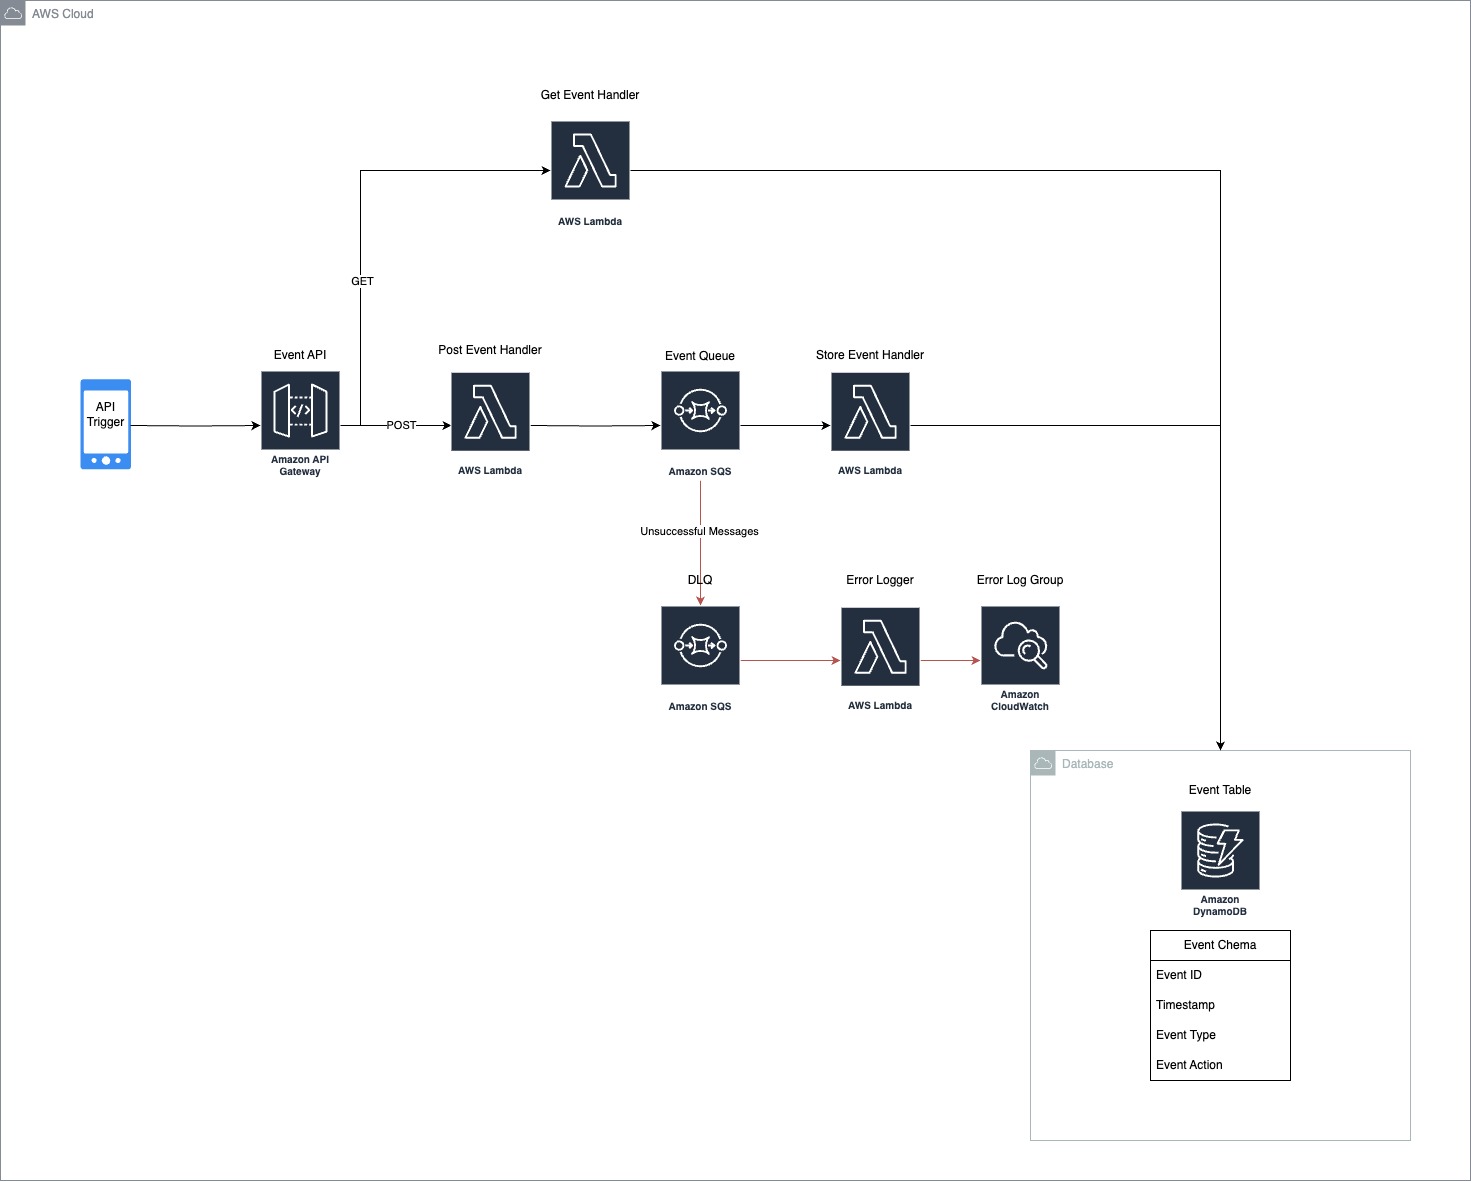 AWS Cloud
Get Event Handler
AWS Lambda
GET
Event API
Post Event Handler
Event Queue
Store Event Handler
API
Trigger
</>
POST
Amazon API
Gateway
AWS Lambda
Amazon SQS
AWS Lambda
Unsuccessful Messages
DLQ
Error Logger
Error Log Group
Amazon SQS
AWS Lambda
Amazon
CloudWatch
Database
Event Table
Amazon
DynamoDB
Event Chema
Event ID
Timestamp
Event Type
Event Action